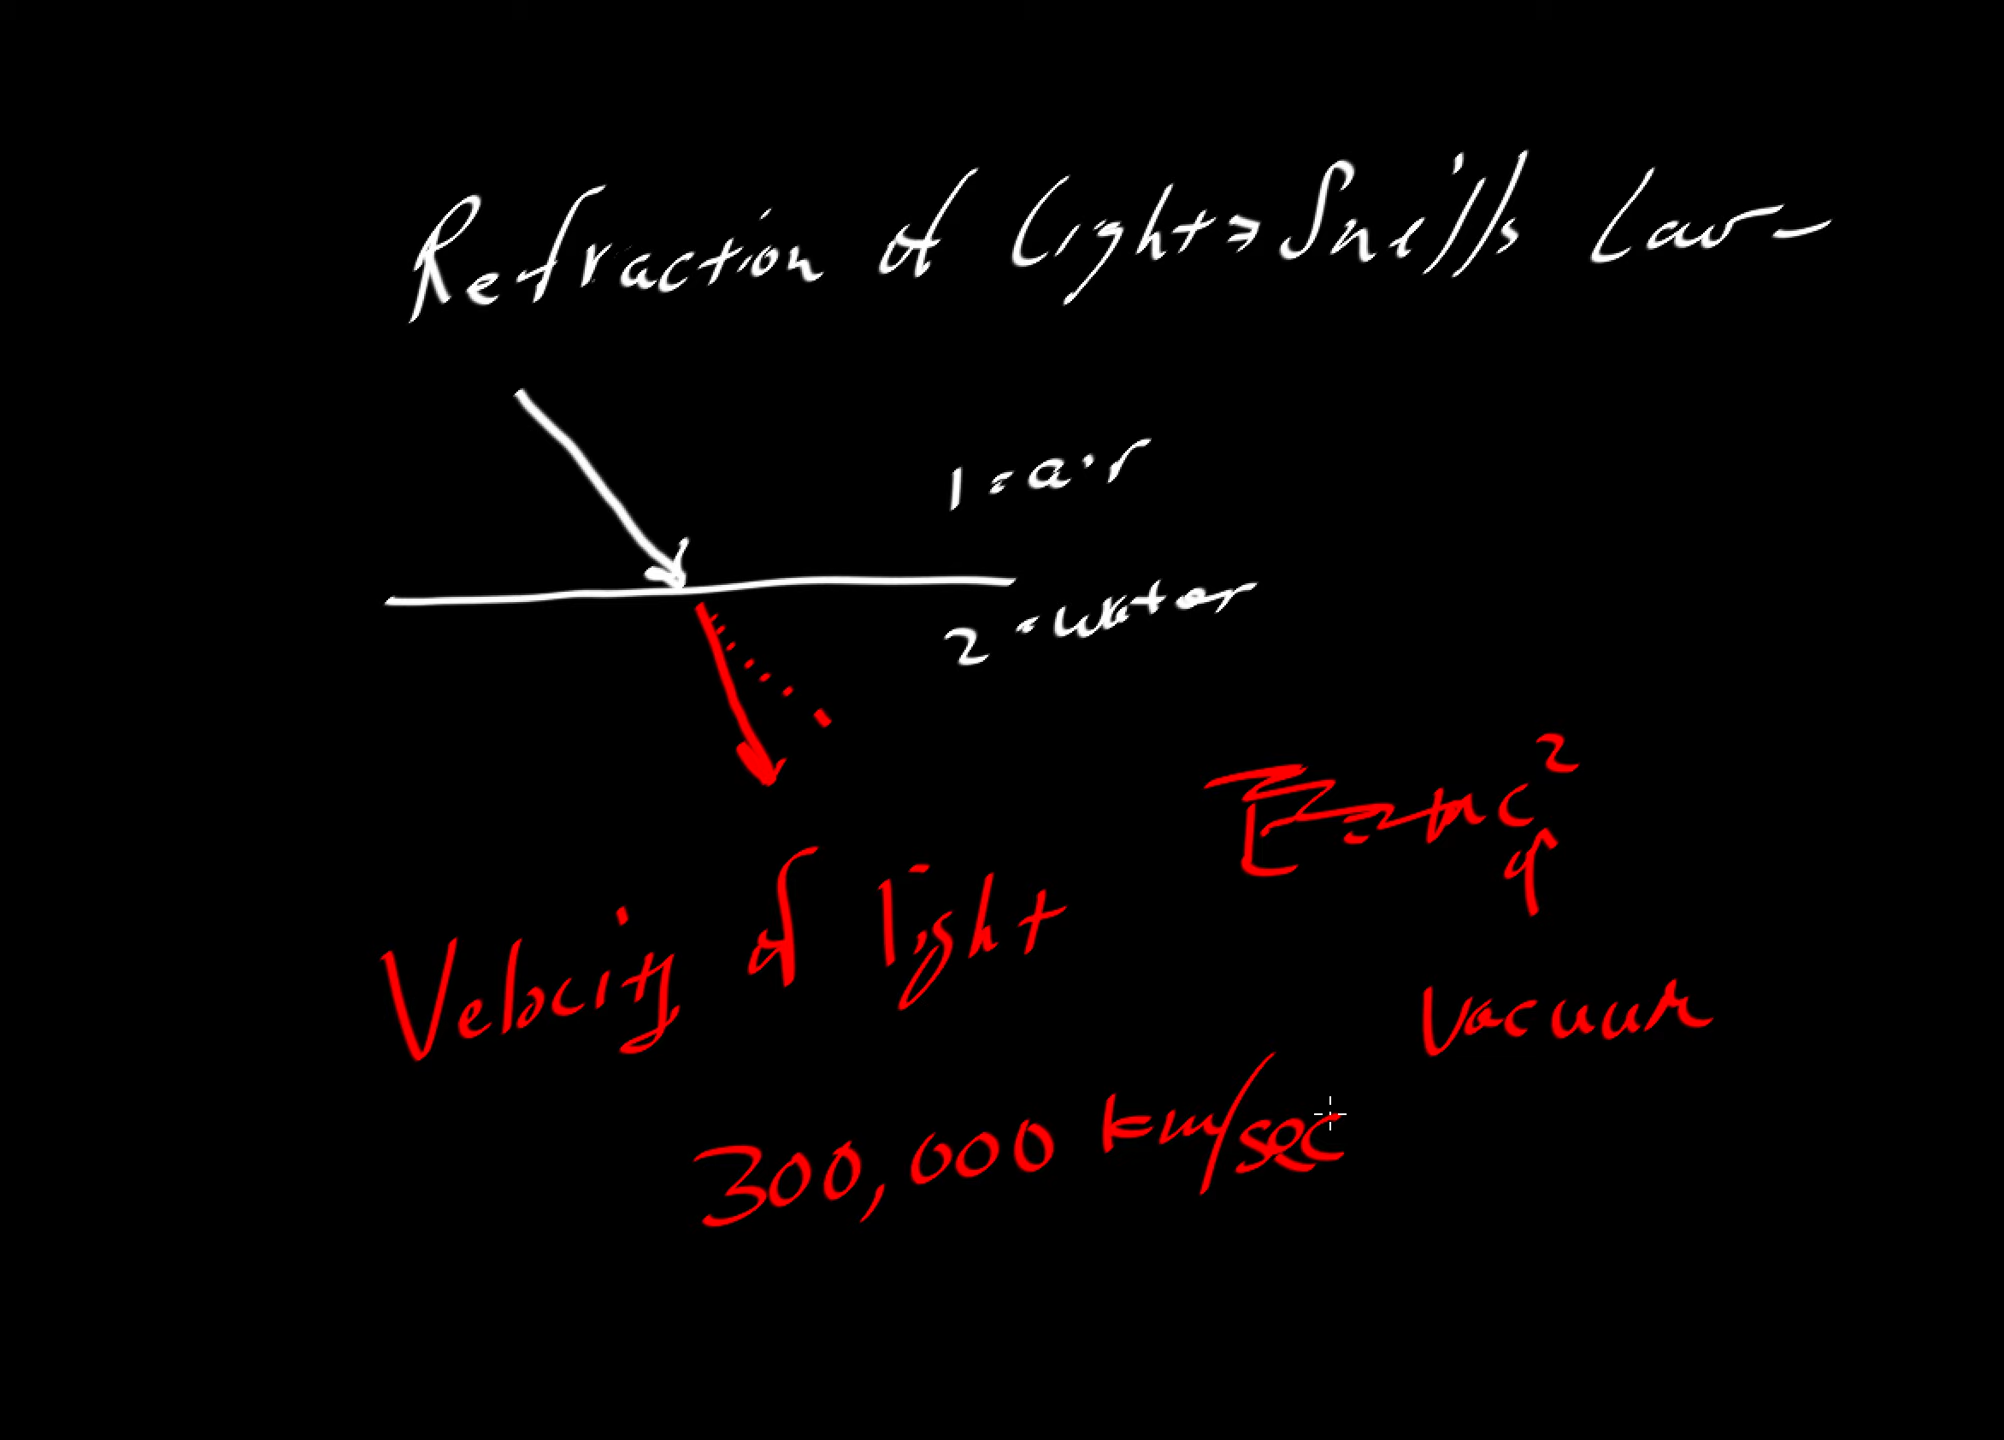 Refraction of Light ⇒ Snell's Law
1 = air
2 = water
E = mc²
Velocity of light
Vacuum
300,000 km/sec